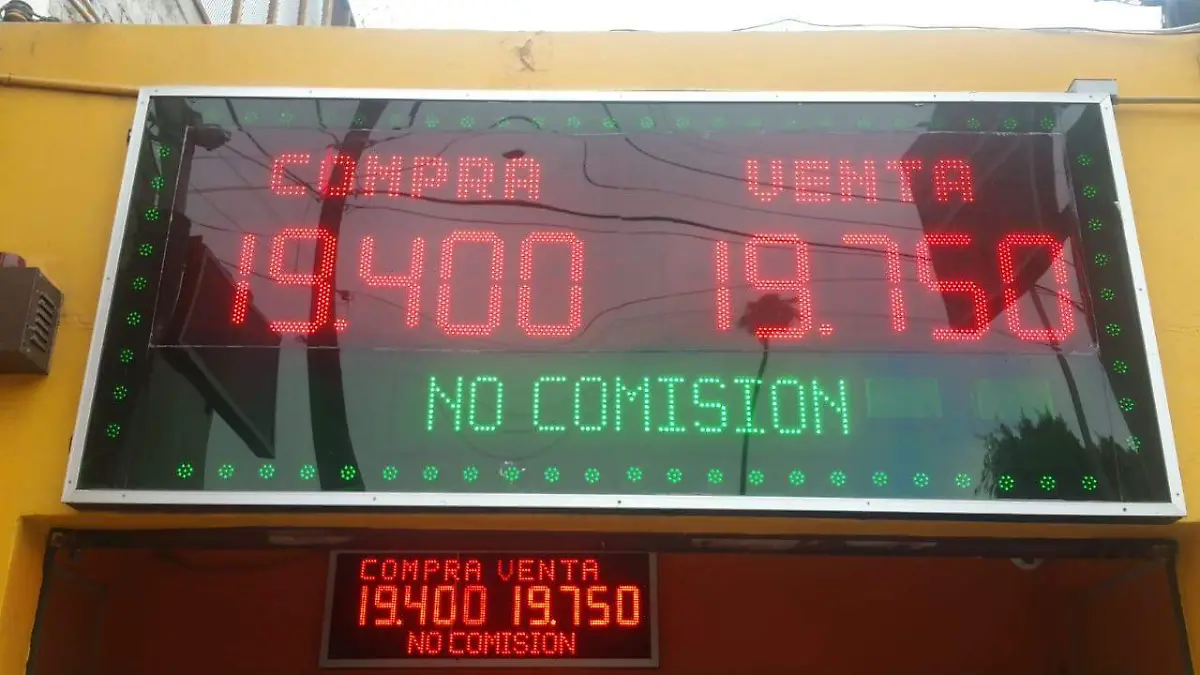 COMPRA VENTA
19.400 19.750
NO COMISION
COMPRA VENTA
19.400 19.750
NO COMISION